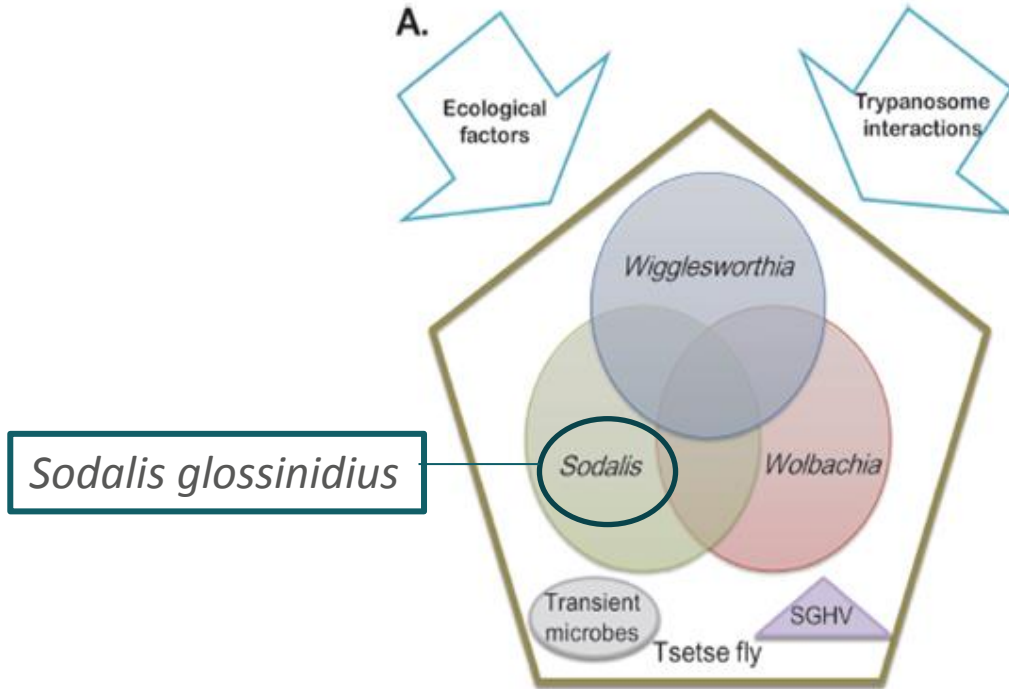 A.
Ecological
factors
Trypanosome
interactions
Wigglesworthia
Sodalis glossinidius
Sodalis
Wolbachia
Transient
microbes
SGHV
Tsetse fly